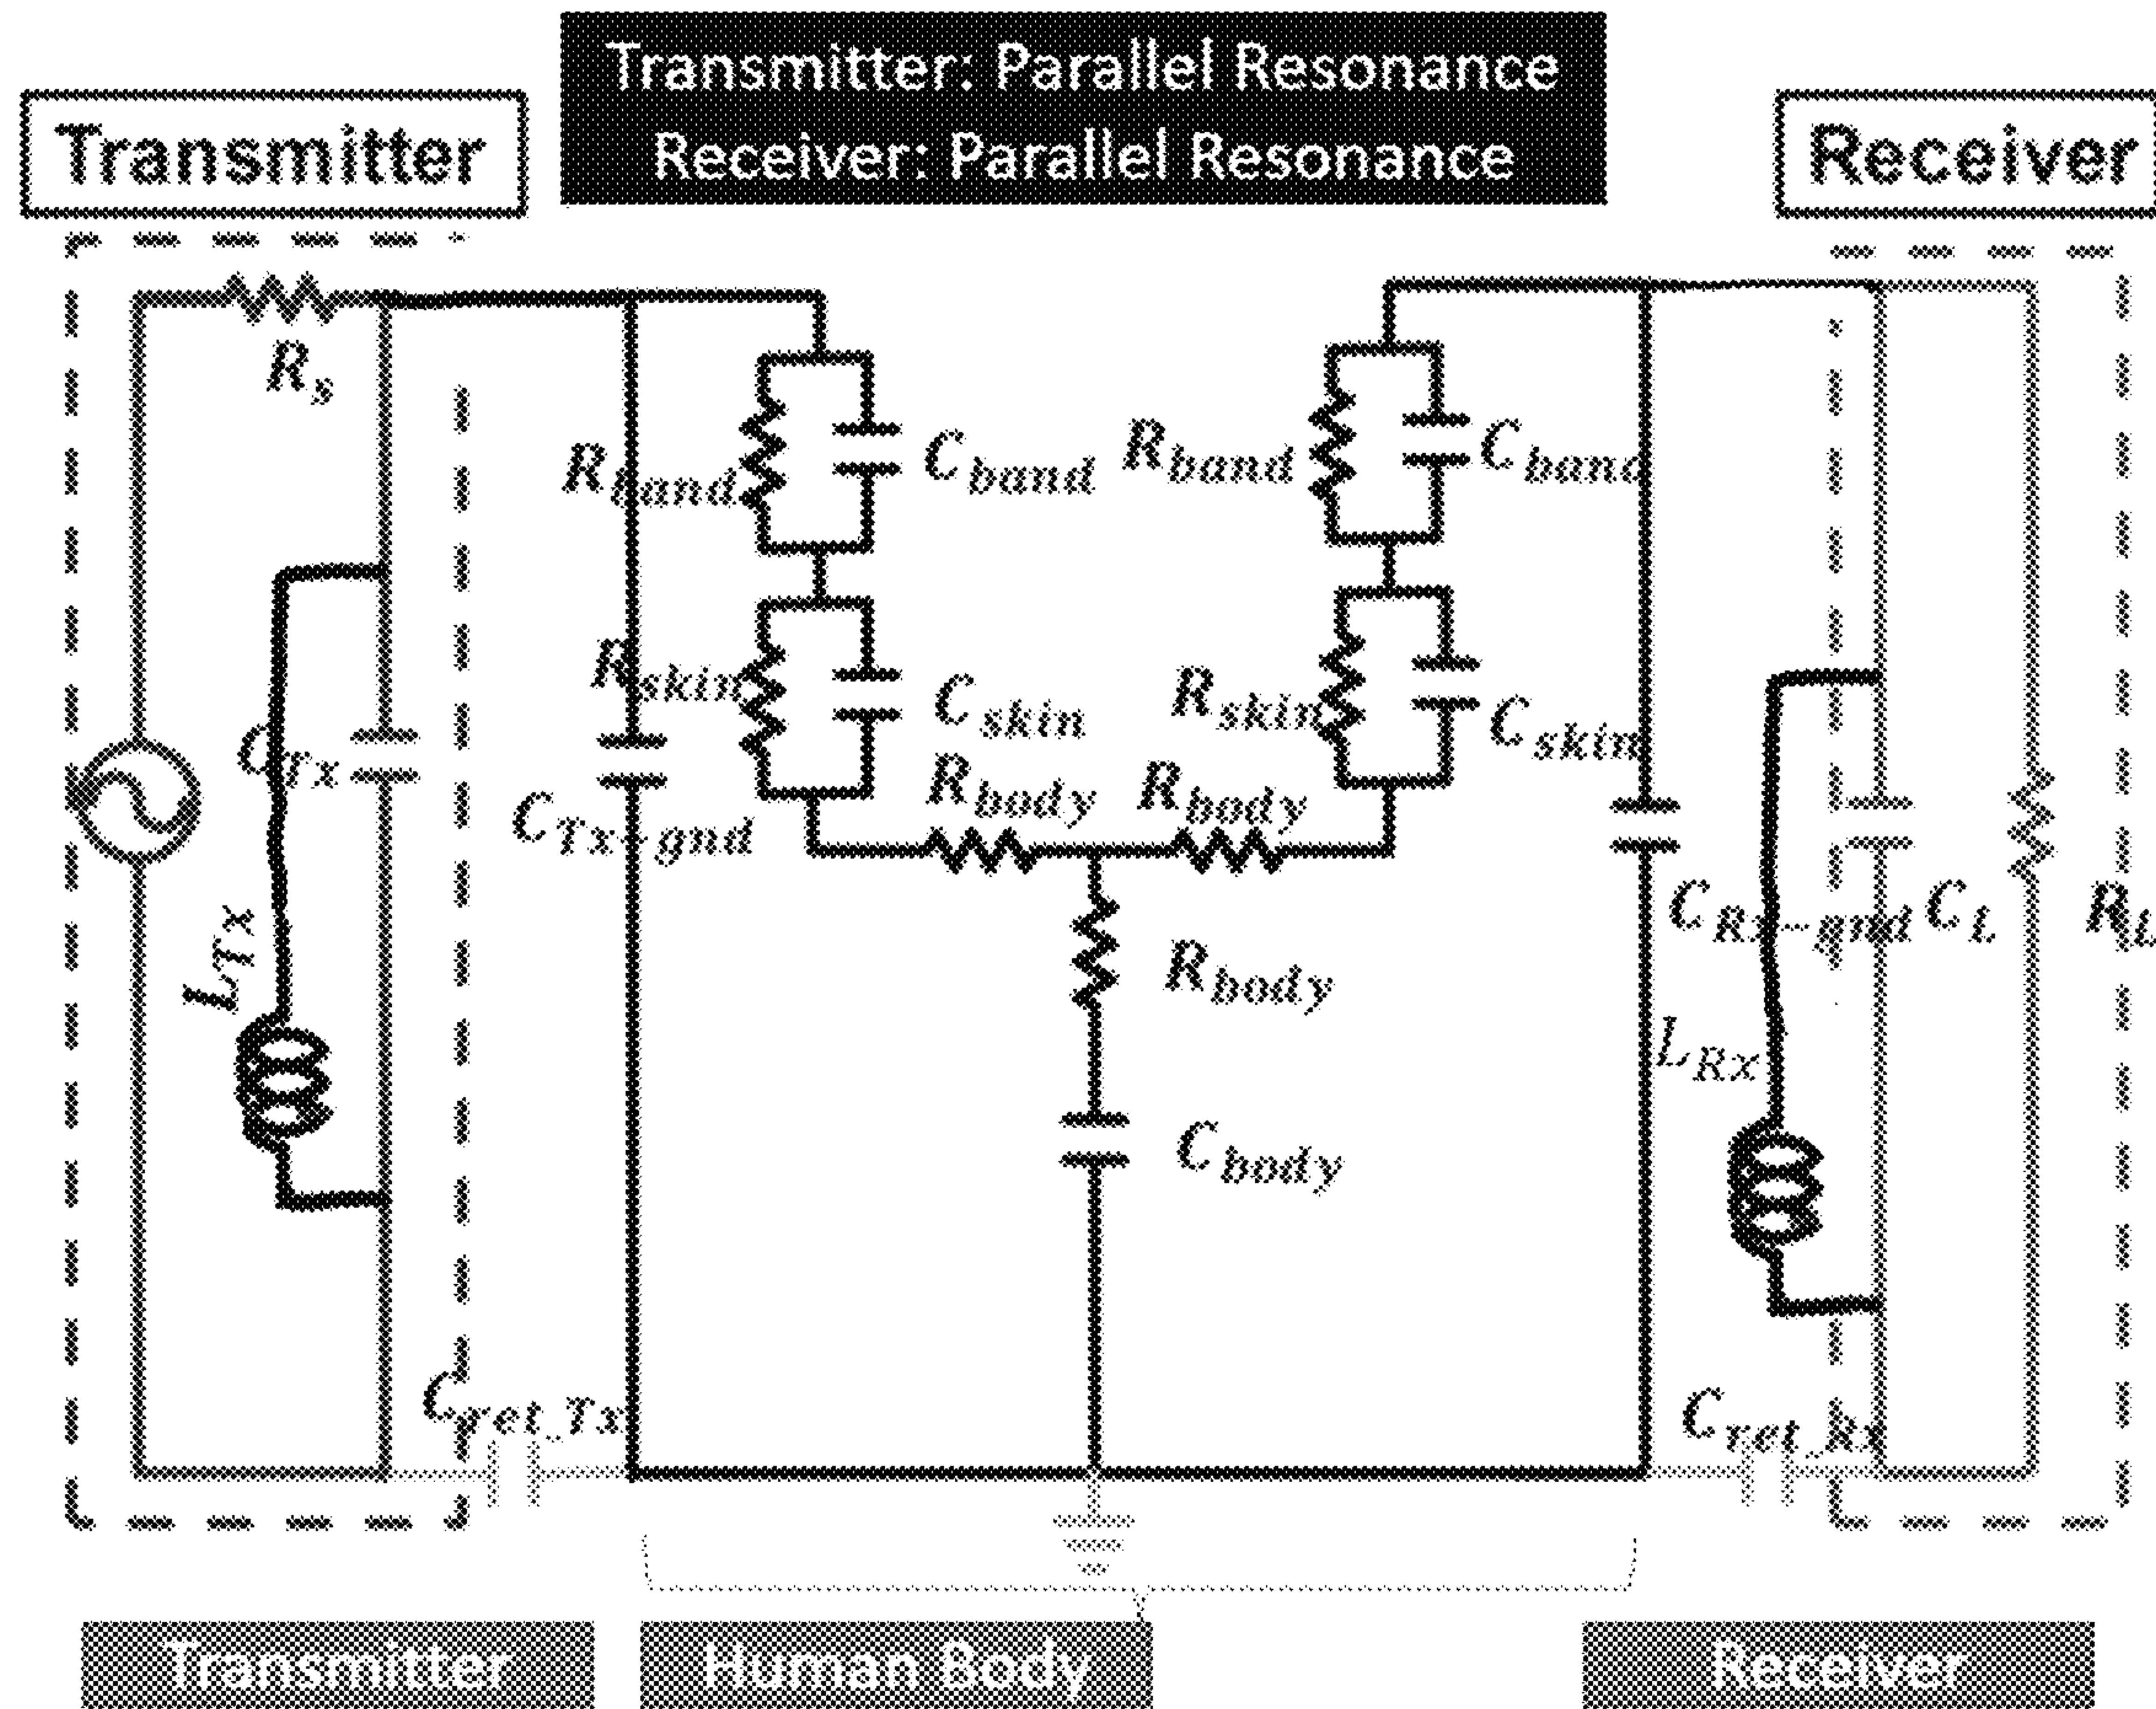 Transmitter: Parallel Resonance
Receiver: Parallel Resonance
Transmitter
Receiver
R_s
R_band
C_band
R_band
C_band
R_skin
C_skin
R_skin
C_skin
C_Tx
C_Tx-gnd
R_body
R_body
L_Tx
R_body
C_Rx-gnd
C_L
R_L
L_Rx
C_body
C_ret_Tx
C_ret_Rx
Transmitter
Human Body
Receiver